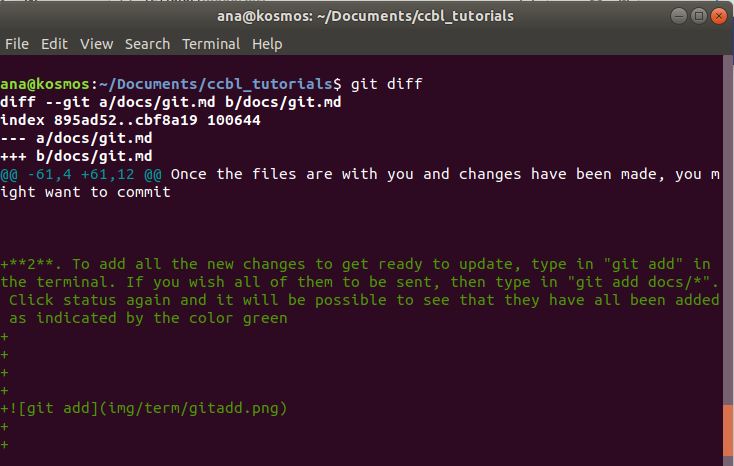 ana@kosmos: ~/Documents/ccbl_tutorials
File Edit View Search Terminal Help
ana@kosmos:~/Documents/ccbl_tutorials$ git diff
diff --git a/docs/git.md b/docs/git.md
index 895ad52..cbf8a19 100644
--- a/docs/git.md
+++ b/docs/git.md
@@ -61,4 +61,12 @@ Once the files are with you and changes have been made, you m
ight want to commit
+**2**. To add all the new changes to get ready to update, type in "git add" in
the terminal. If you wish all of them to be sent, then type in "git add docs/*".
 Click status again and it will be possible to see that they have all been added
 as indicated by the color green
+
+
+
+
+![git add](img/term/gitadd.png)
+
+